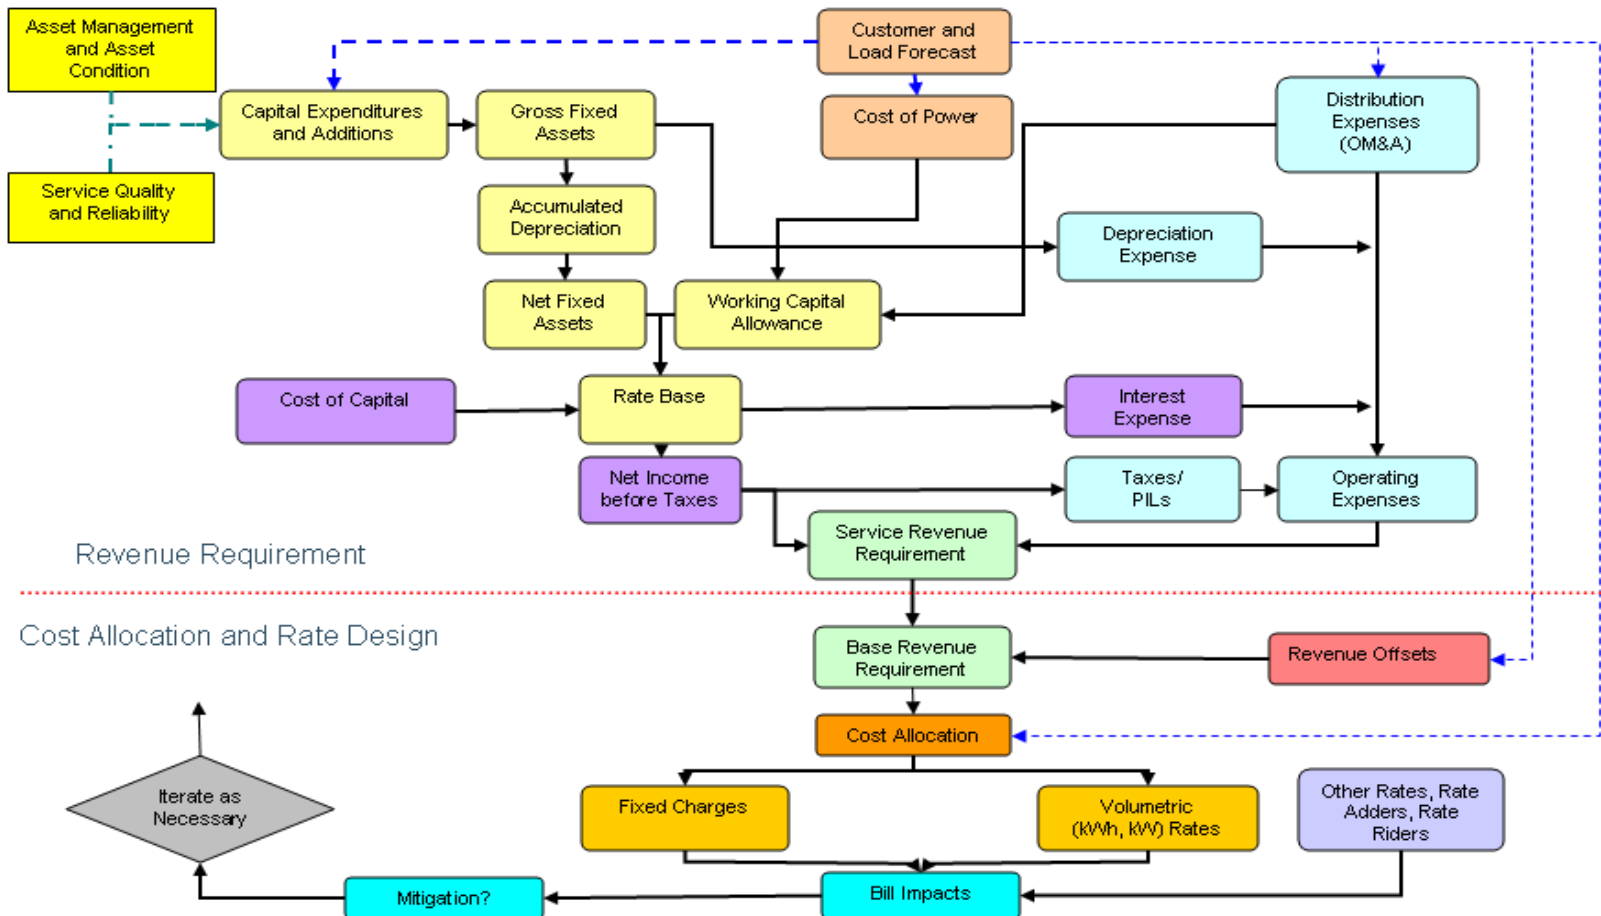 Asset Management
and Asset
Condition
Customer and
Load Forecast
Capital Expenditures
and Additions
Gross Fixed
Assets
Cost of Power
Distribution
Expenses
(OM&A)
Service Quality
and Reliability
Accumulated
Depreciation
Depreciation
Expense
Net Fixed
Assets
Working Capital
Allowance
Cost of Capital
Rate Base
Interest
Expense
Net Income
before Taxes
Taxes/
PILs
Operating
Expenses
Service Revenue
Requirement
Revenue Requirement
Cost Allocation and Rate Design
Base Revenue
Requirement
Revenue Offsets
Cost Allocation
Iterate as
Necessary
Fixed Charges
Volumetric
(kWh, kW) Rates
Other Rates, Rate
Adders, Rate
Riders
Mitigation?
Bill Impacts